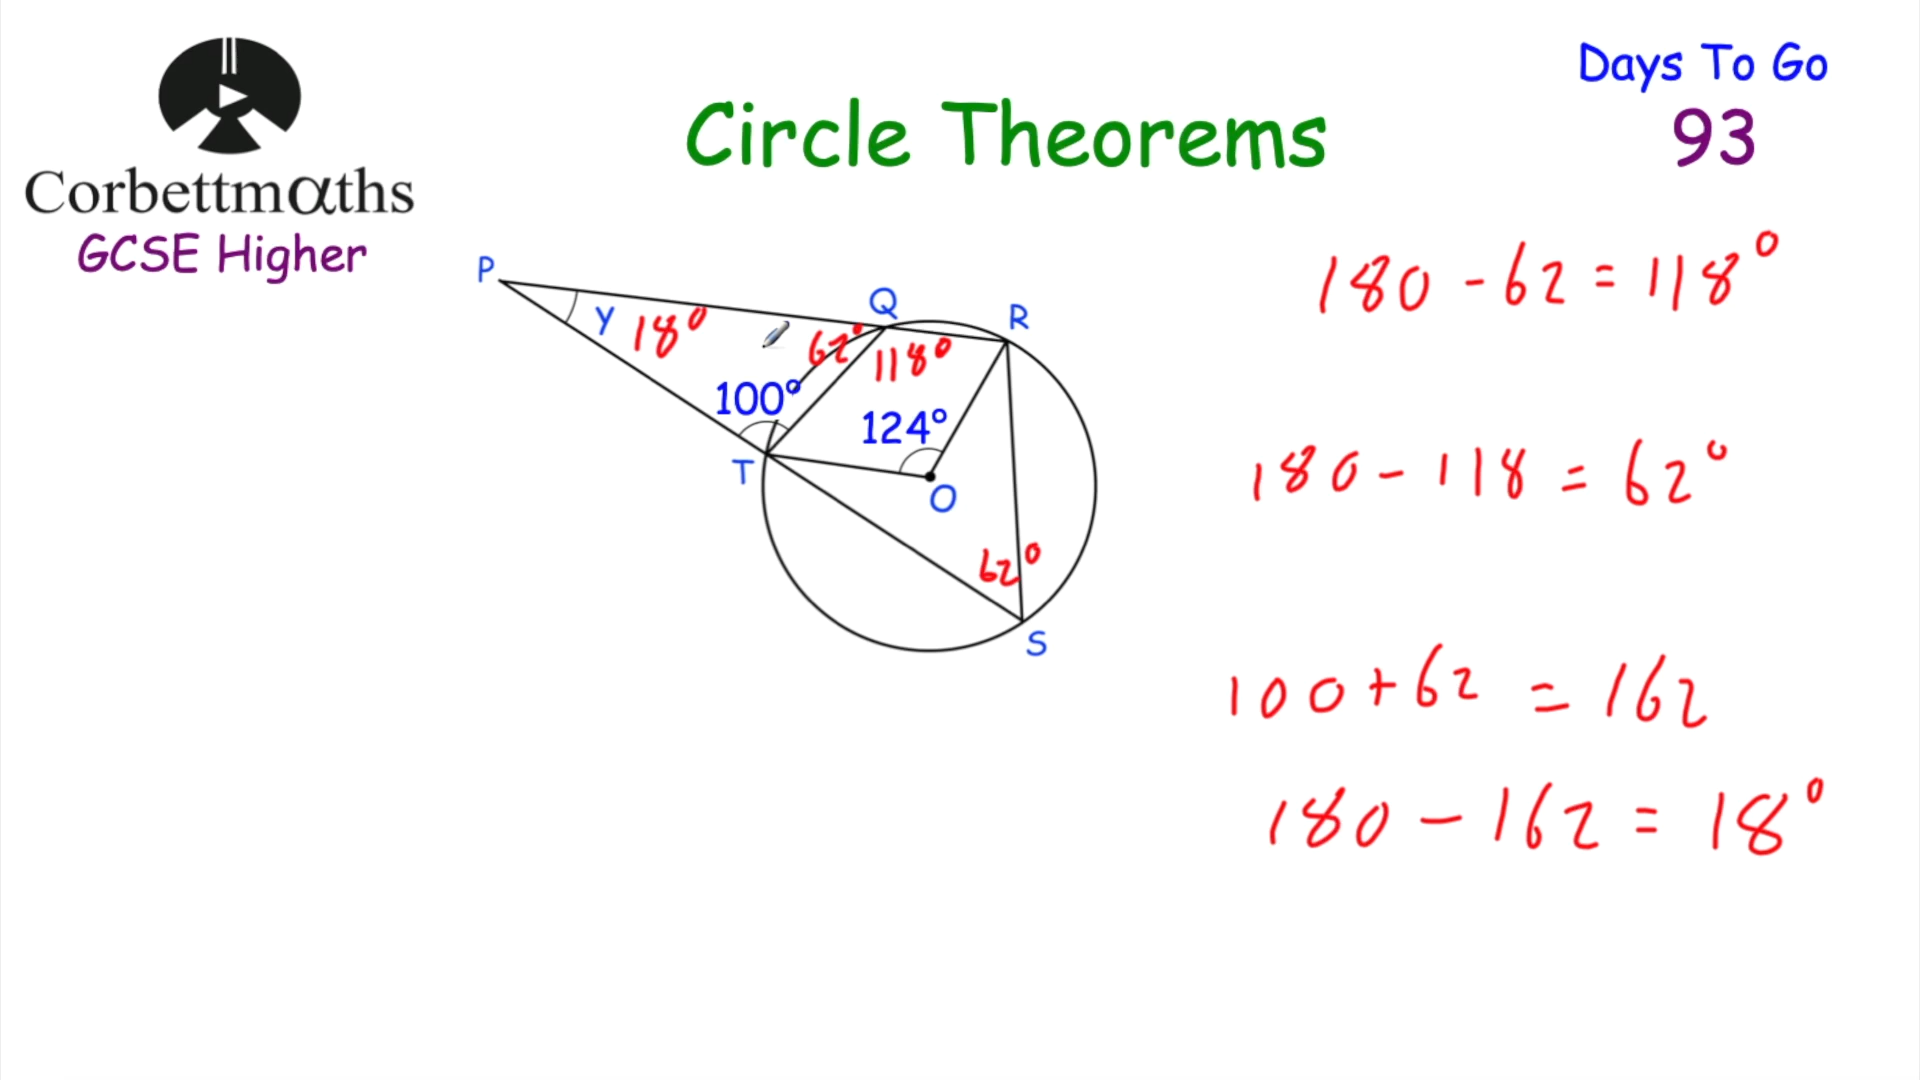 Days To Go
93
Circle Theorems
Corbettmαths
GCSE Higher
180 - 62 = 118°
P
Q
R
y 18°
62°
118°
100°
124°
T
O
180 - 118 = 62°
62°
S
100 + 62 = 162
180 - 162 = 18°